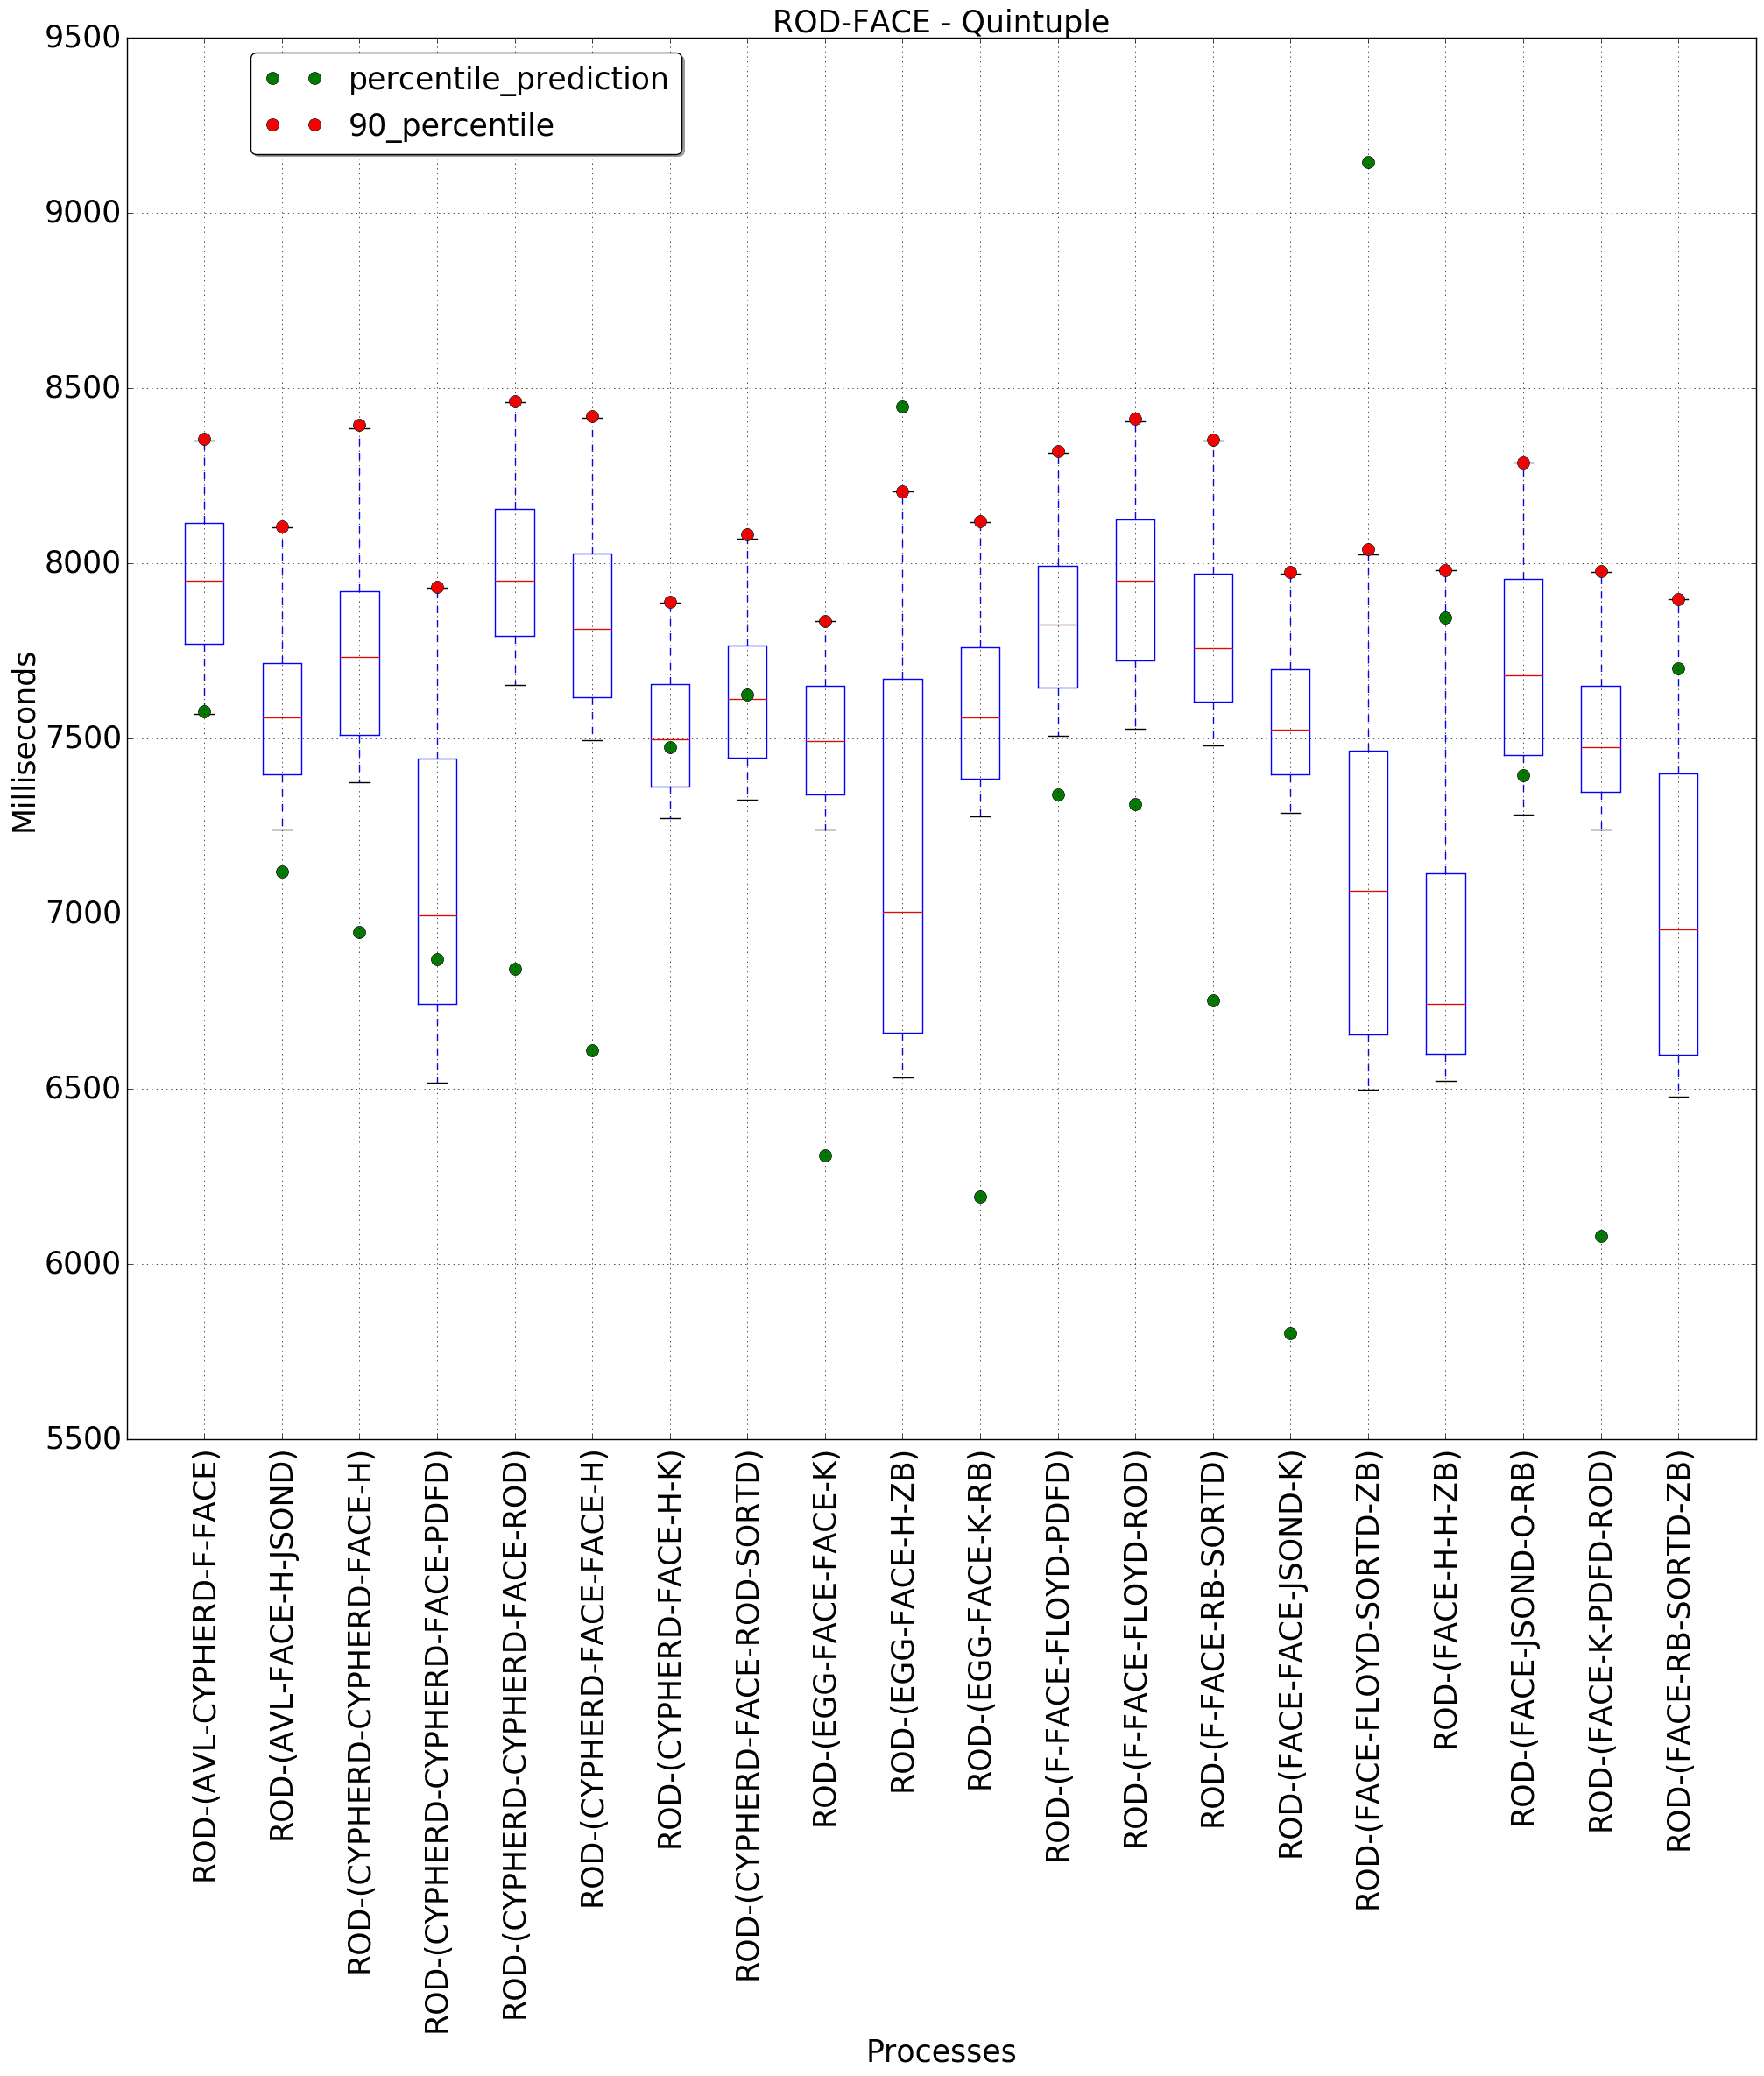 ROD-FACE - Quintuple
percentile_prediction
90_percentile
Milliseconds
9500
9000
8500
8000
7500
7000
6500
6000
5500
ROD-(AVL-CYPHERD-F-FACE)
ROD-(AVL-FACE-H-JSOND)
ROD-(CYPHERD-CYPHERD-FACE-H)
ROD-(CYPHERD-CYPHERD-FACE-PDFD)
ROD-(CYPHERD-CYPHERD-FACE-ROD)
ROD-(CYPHERD-FACE-FACE-H)
ROD-(CYPHERD-FACE-H-K)
ROD-(CYPHERD-FACE-ROD-SORTD)
ROD-(EGG-FACE-FACE-K)
ROD-(EGG-FACE-H-ZB)
ROD-(EGG-FACE-K-RB)
ROD-(F-FACE-FLOYD-PDFD)
ROD-(F-FACE-FLOYD-ROD)
ROD-(F-FACE-RB-SORTD)
ROD-(FACE-FACE-JSOND-K)
ROD-(FACE-FLOYD-SORTD-ZB)
ROD-(FACE-H-H-ZB)
ROD-(FACE-JSOND-O-RB)
ROD-(FACE-K-PDFD-ROD)
ROD-(FACE-RB-SORTD-ZB)
Processes